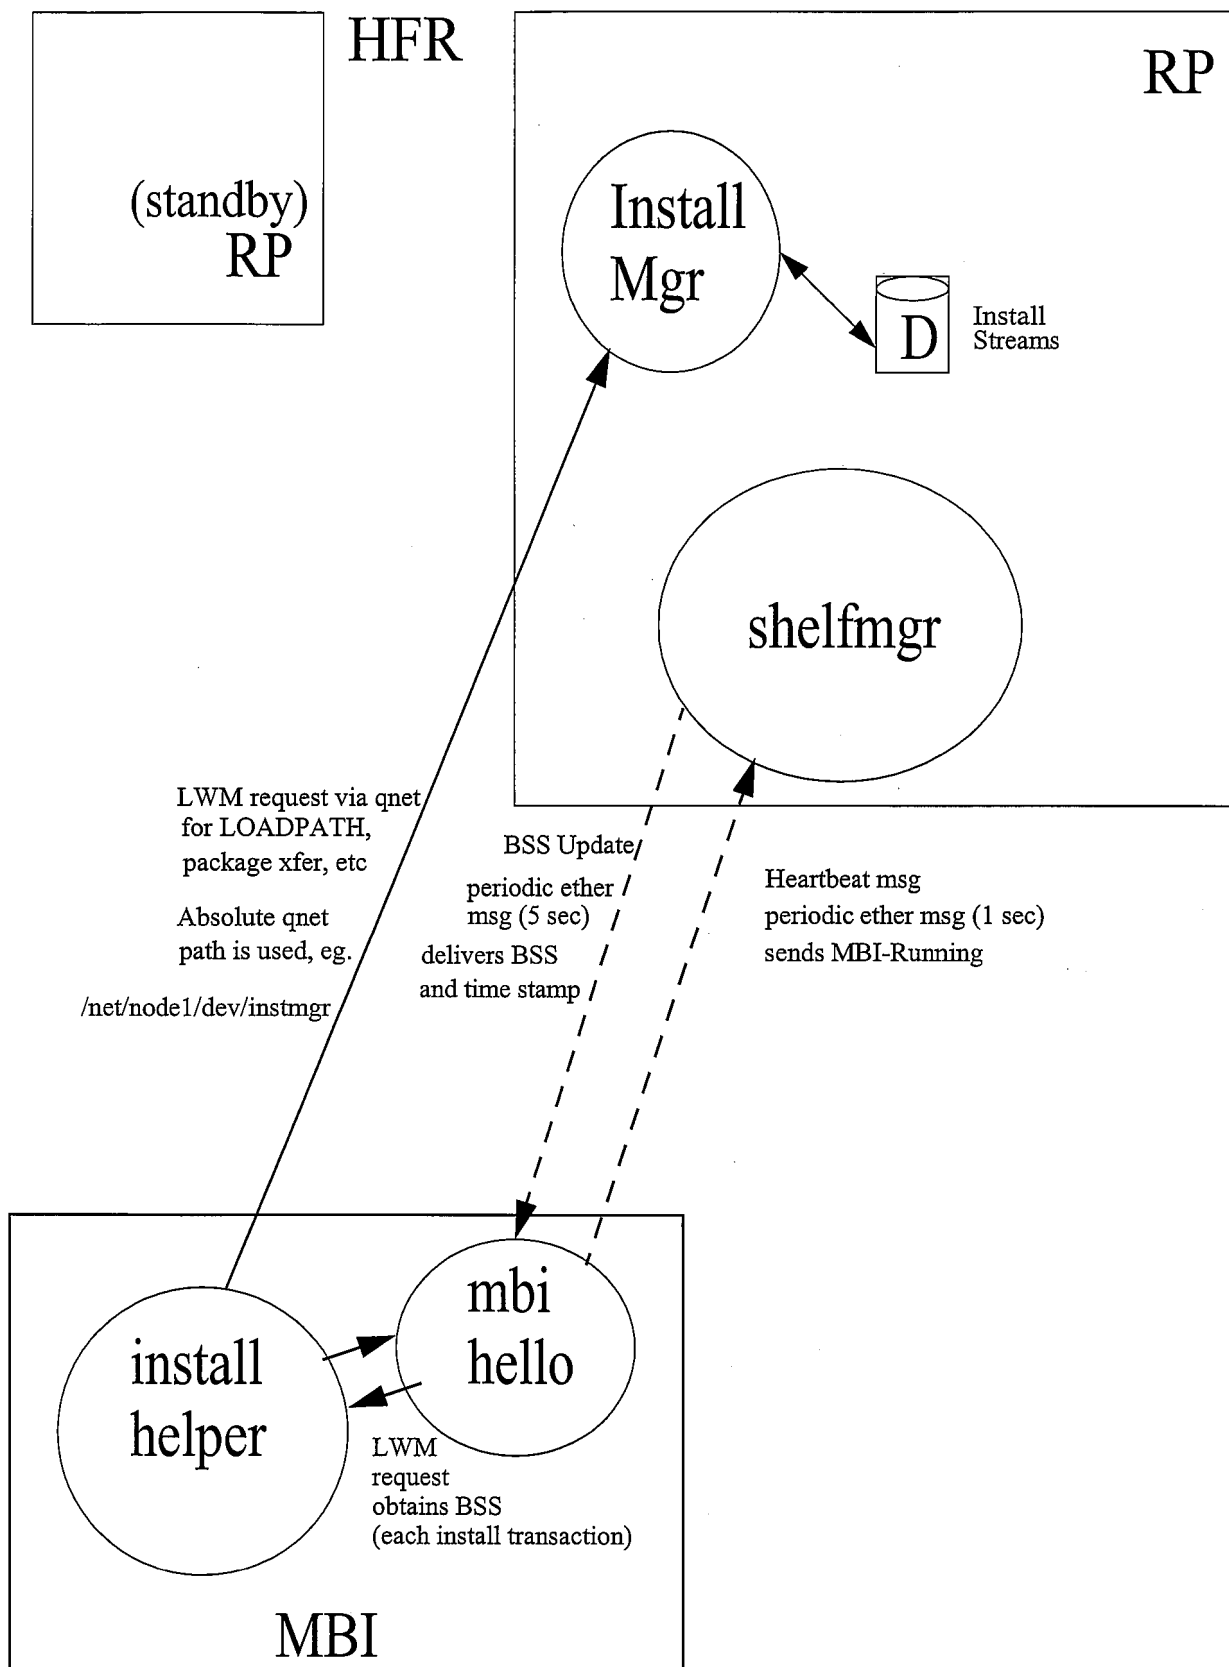 HFR
RP
(standby)
RP
Install
Mgr
D
Install
Streams
shelfmgr
LWM request via qnet
for LOADPATH,
package xfer, etc
Absolute qnet
path is used, eg.
/net/node1/dev/instmgr
BSS Update
periodic ether
msg (5 sec)
delivers BSS
and time stamp
Heartbeat msg
periodic ether msg (1 sec)
sends MBI-Running
mbi
hello
install
helper
LWM
request
obtains BSS
(each install transaction)
MBI